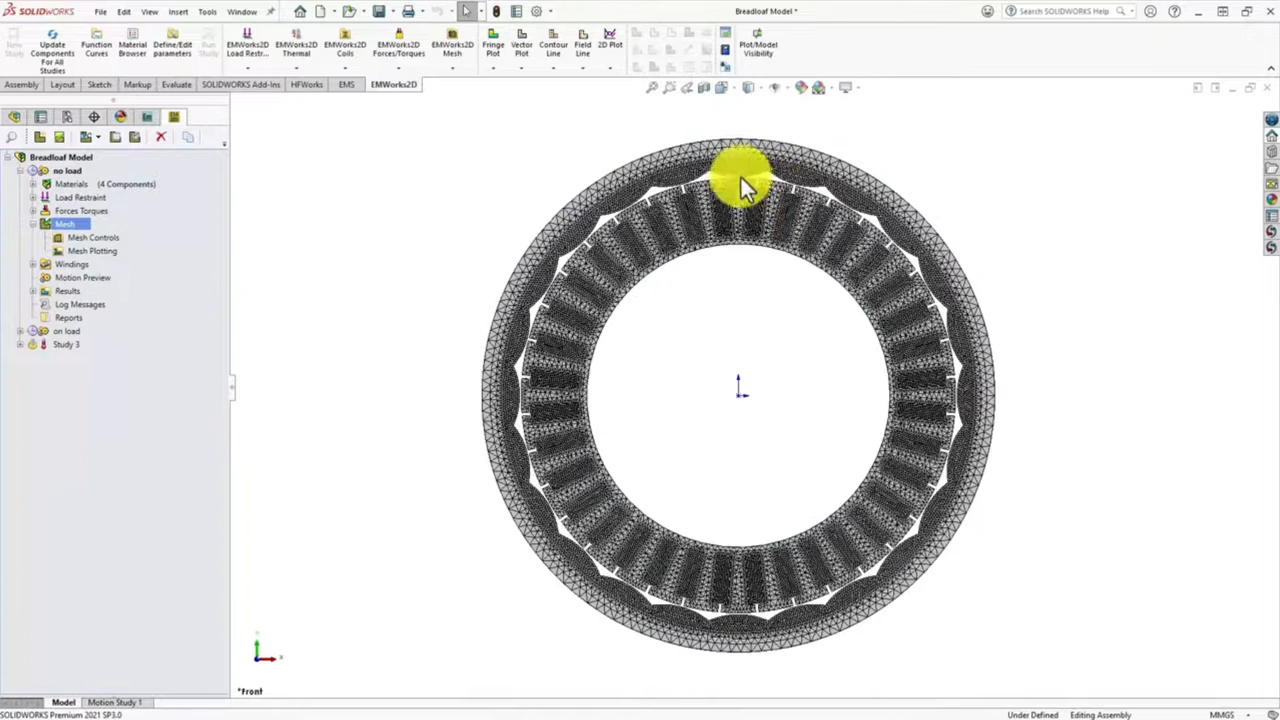 SOLIDWORKS
File Edit View Insert Tools Window
Breadloaf Model *
Search SOLIDWORKS Help
New Study
Update Components For All Studies
Function Curves
Material Browser
Define/Edit parameters
Run Study
EMWorks2D Load Restr...
EMWorks2D Thermal
EMWorks2D Coils
EMWorks2D Forces/Torques
EMWorks2D Mesh
Fringe Plot
Vector Plot
Contour Line
Field Line
2D Plot
Plot/Model Visibility
Assembly Layout Sketch Markup Evaluate SOLIDWORKS Add-Ins HFWorks EMS EMWorks2D
Breadloaf Model
no load
Materials (4 Components)
Load Restraint
Forces Torques
Mesh
Mesh Controls
Mesh Plotting
Windings
Motion Preview
Results
Log Messages
Reports
on load
Study 3
*Front
Model Motion Study 1
SOLIDWORKS Premium 2021 SP3.0
Under Defined Editing Assembly MMGS